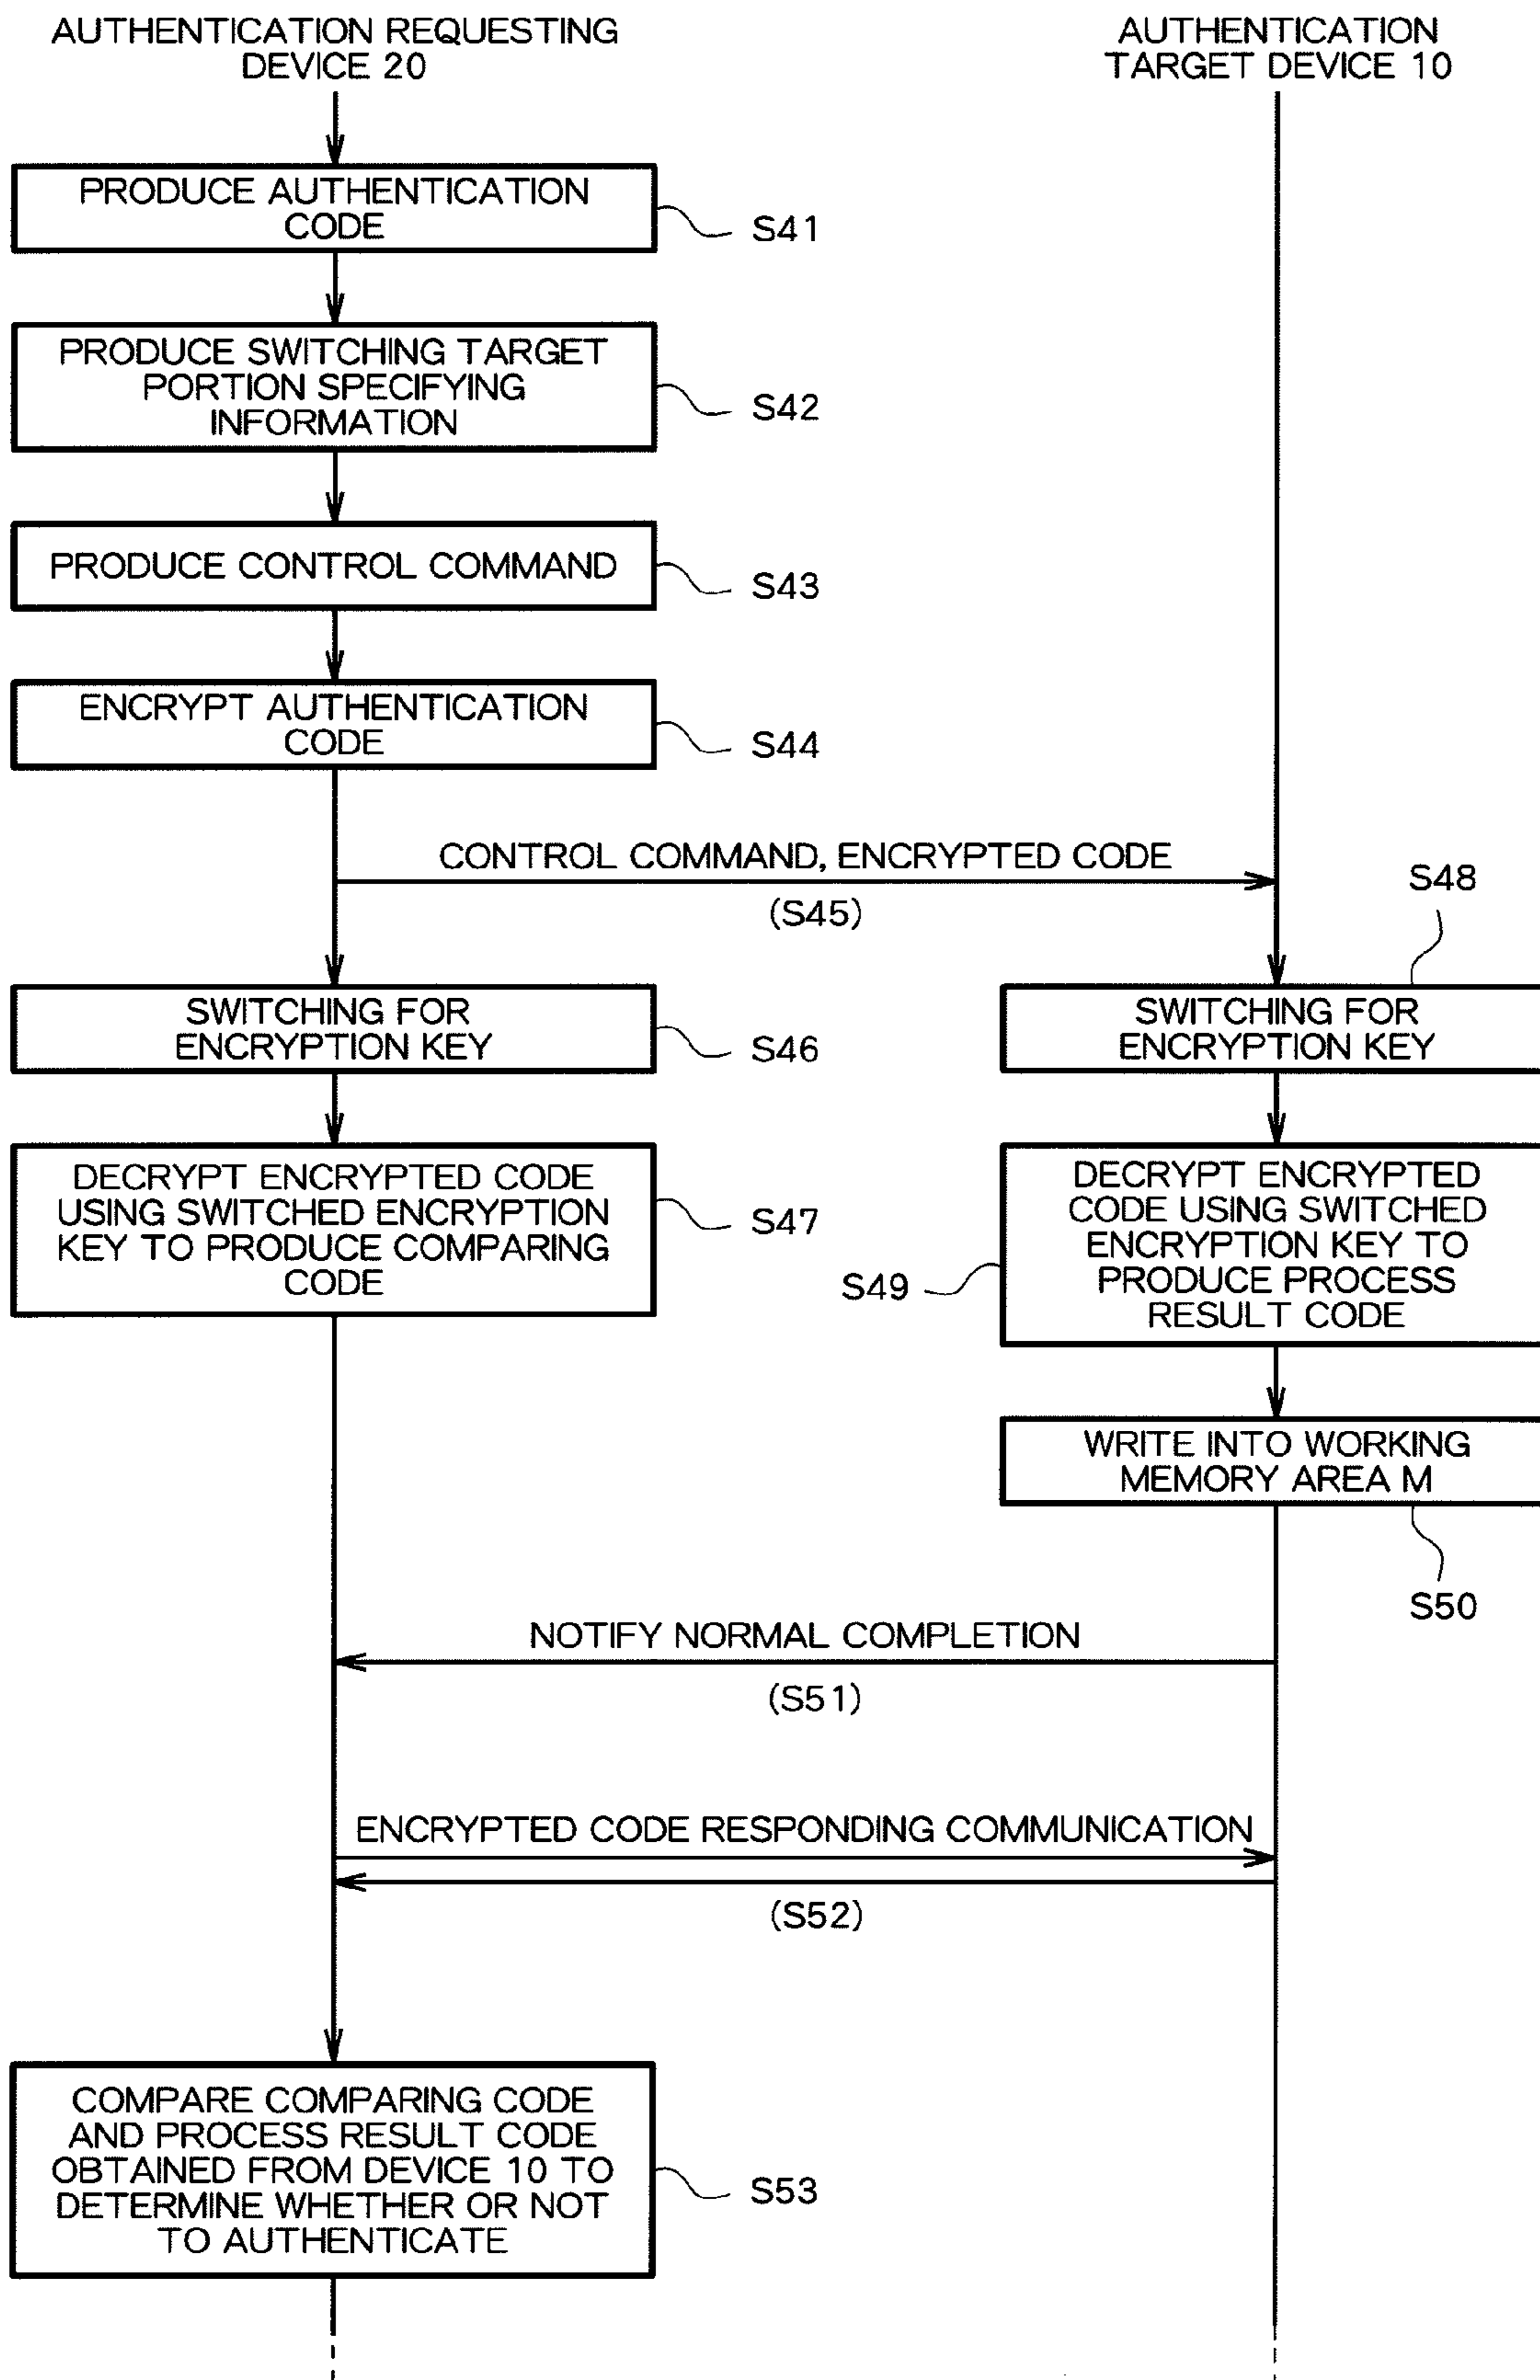 AUTHENTICATION REQUESTING
DEVICE 20
AUTHENTICATION
TARGET DEVICE 10
PRODUCE AUTHENTICATION
CODE
S41
PRODUCE SWITCHING TARGET
PORTION SPECIFYING
INFORMATION
S42
PRODUCE CONTROL COMMAND
S43
ENCRYPT AUTHENTICATION
CODE
S44
CONTROL COMMAND, ENCRYPTED CODE
(S45)
S48
SWITCHING FOR
ENCRYPTION KEY
S46
SWITCHING FOR
ENCRYPTION KEY
DECRYPT ENCRYPTED CODE
USING SWITCHED ENCRYPTION
KEY TO PRODUCE COMPARING
CODE
S47
DECRYPT ENCRYPTED
CODE USING SWITCHED
ENCRYPTION KEY TO
PRODUCE PROCESS
RESULT CODE
S49
WRITE INTO WORKING
MEMORY AREA M
S50
NOTIFY NORMAL COMPLETION
(S51)
ENCRYPTED CODE RESPONDING COMMUNICATION
(S52)
COMPARE COMPARING CODE
AND PROCESS RESULT CODE
OBTAINED FROM DEVICE 10 TO
DETERMINE WHETHER OR NOT
TO AUTHENTICATE
S53